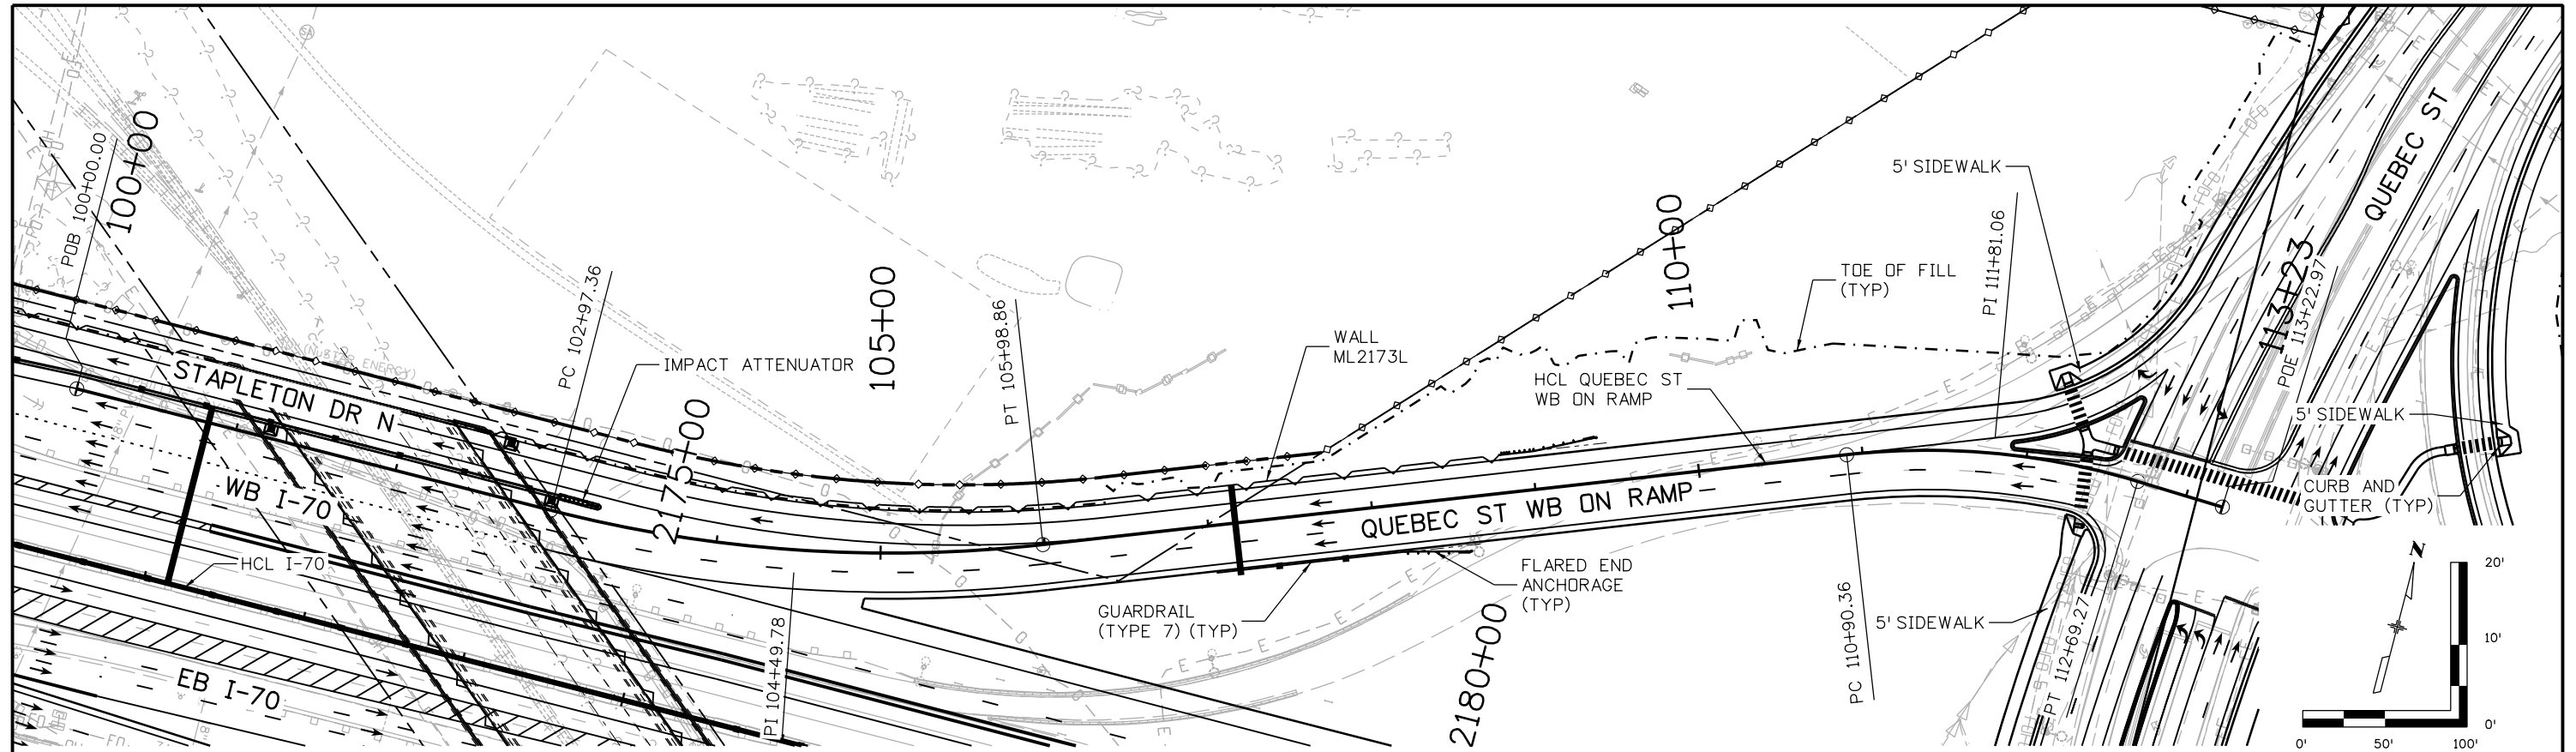 POB 100+00.00
100+00
STAPLETON DR N
WB I-70
HCL I-70
EB I-70
PC 102+97.36
IMPACT ATTENUATOR
2175+00
105+00
PI 104+49.78
PT 105+98.86
WALL
ML2173L
GUARDRAIL
(TYPE 7) (TYP)
HCL QUEBEC ST
WB ON RAMP
QUEBEC ST WB ON RAMP
FLARED END
ANCHORAGE
(TYP)
2180+00
110+00
TOE OF FILL
(TYP)
PC 110+90.36
5' SIDEWALK
PI 111+81.06
5' SIDEWALK
PT 112+69.27
113+23
POE 113+22.97
QUEBEC ST
5' SIDEWALK
CURB AND
GUTTER (TYP)
N
20'
10'
0'
0' 50' 100'